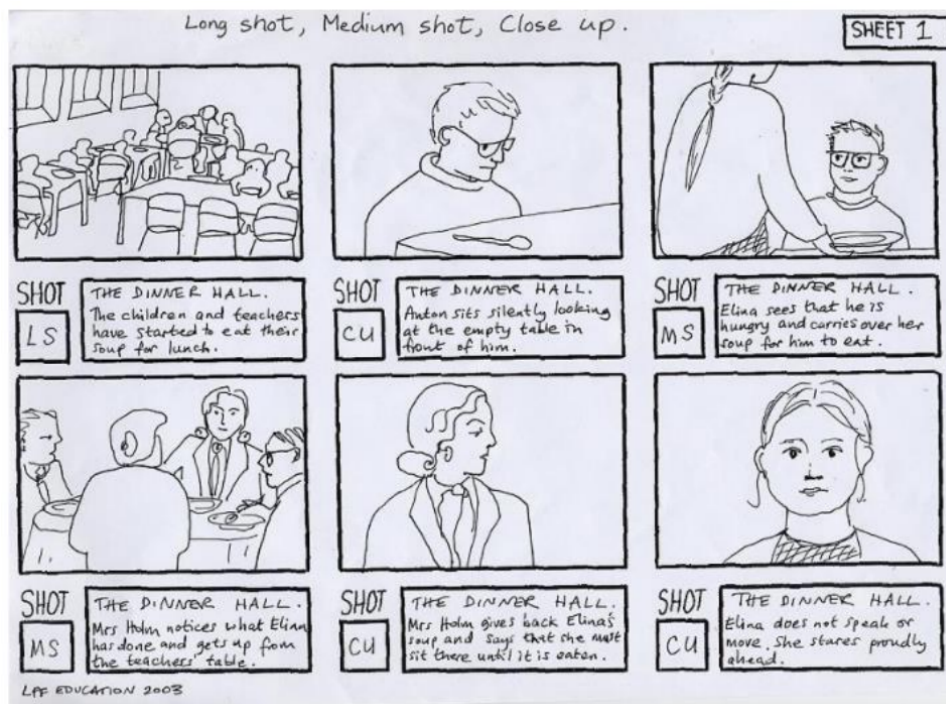 Long shot, Medium shot, Close up.
SHEET 1
SHOT
LS
THE DINNER HALL.
The children and teachers
have started to eat their
soup for lunch.
SHOT
CU
THE DINNER HALL.
Anton sits silently looking
at the empty table in
front of him.
SHOT
MS
THE DINNER HALL.
Elina sees that he is
hungry and carries over her
soup for him to eat.
SHOT
MS
THE DINNER HALL.
Mrs Holm notices what Elina
has done and gets up from
the teachers' table.
SHOT
CU
THE DINNER HALL.
Mrs Holm gives back Elina's
soup and says that she must
sit there until it is eaten.
SHOT
CU
THE DINNER HALL.
Elina does not speak or
move. She stares proudly
ahead.
LPF EDUCATION 2003